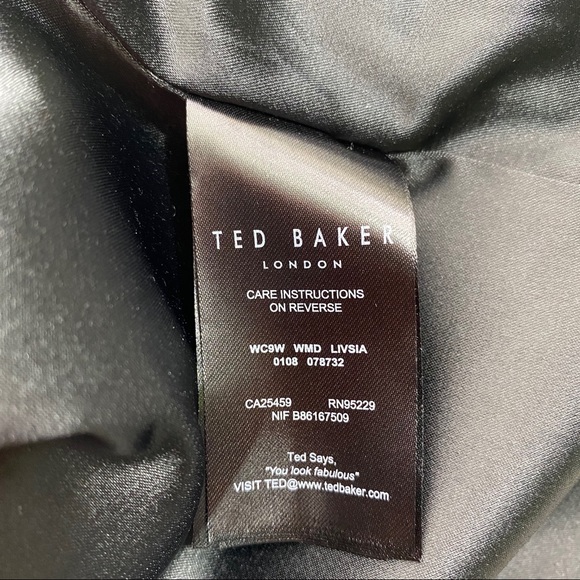 TED BAKER
LONDON
CARE INSTRUCTIONS
ON REVERSE
WC9W WMD LIVSIA
0108 078732
CA25459 RN95229
NIF B86167509
Ted Says,
"You look fabulous"
VISIT TED@www.tedbaker.com